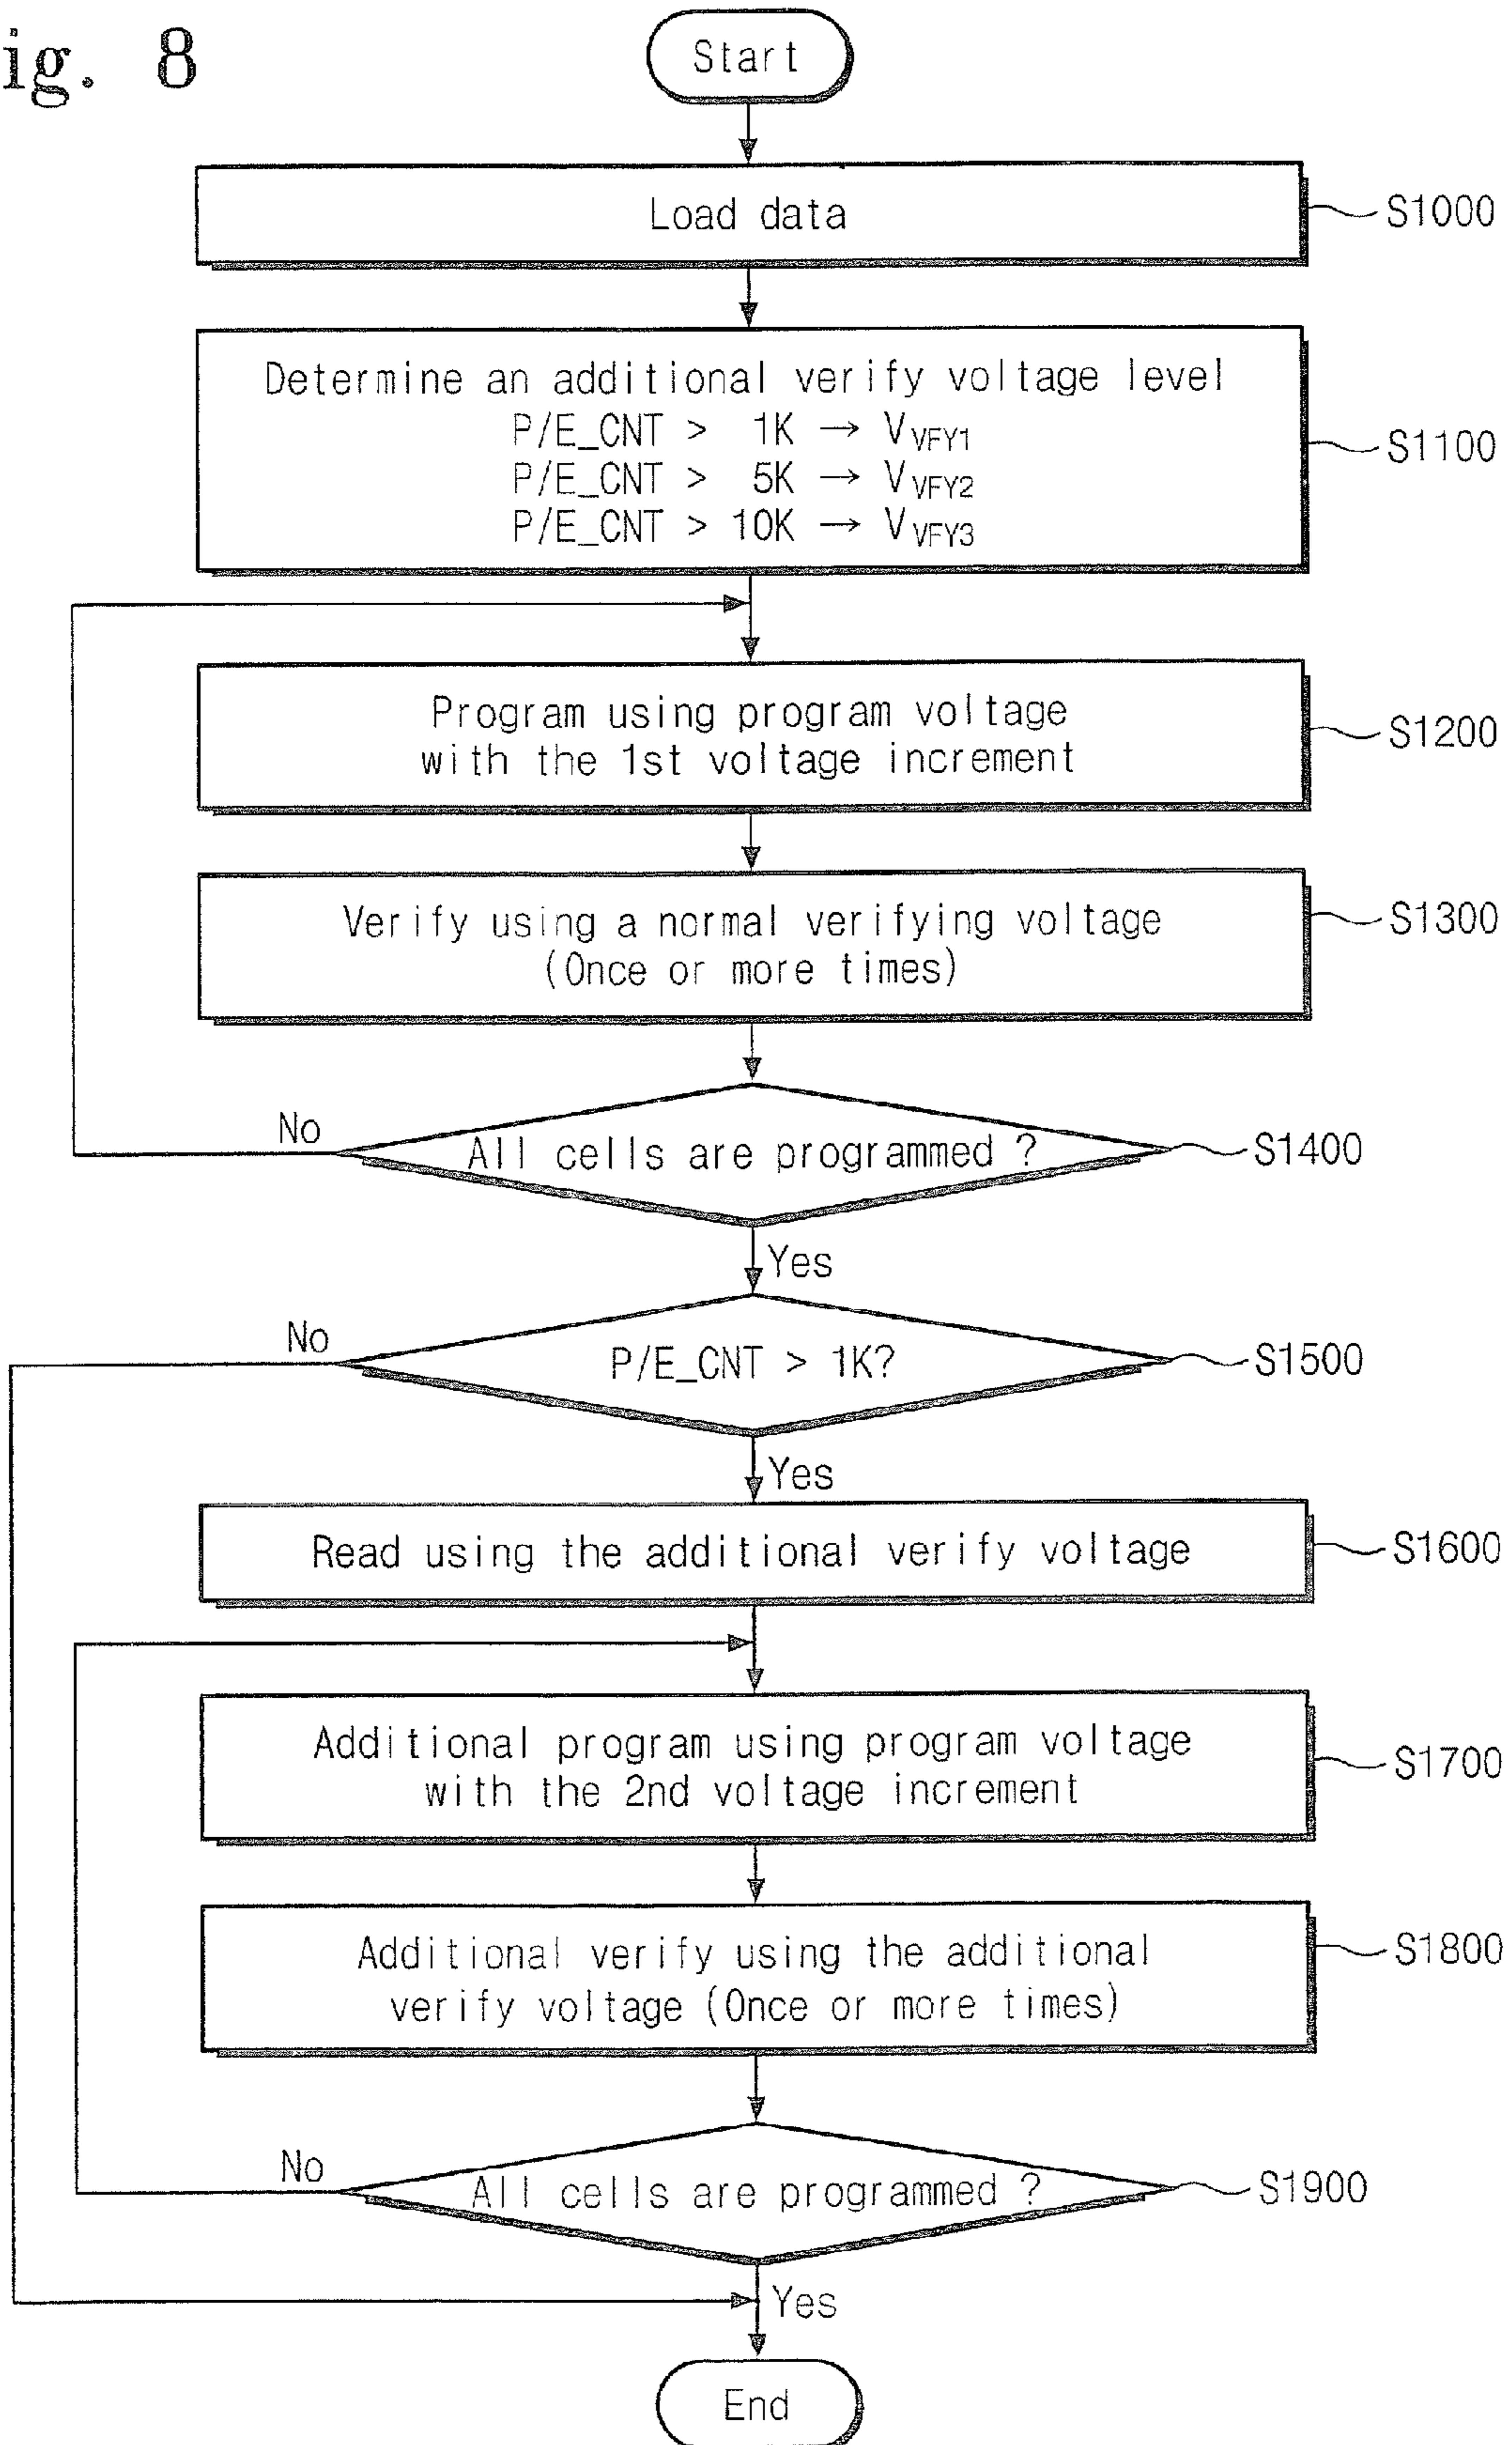 ig. 8
Start
Load data
S1000
Determine an additional verify voltage level
P/E_CNT > 1K → VVFY1
P/E_CNT > 5K → VVFY2
P/E_CNT > 10K → VVFY3
S1100
Program using program voltage
with the 1st voltage increment
S1200
Verify using a normal verifying voltage
(Once or more times)
S1300
No
All cells are programmed ?
S1400
Yes
No
P/E_CNT > 1K?
S1500
Yes
Read using the additional verify voltage
S1600
Additional program using program voltage
with the 2nd voltage increment
S1700
Additional verify using the additional
verify voltage (Once or more times)
S1800
No
All cells are programmed ?
S1900
Yes
End